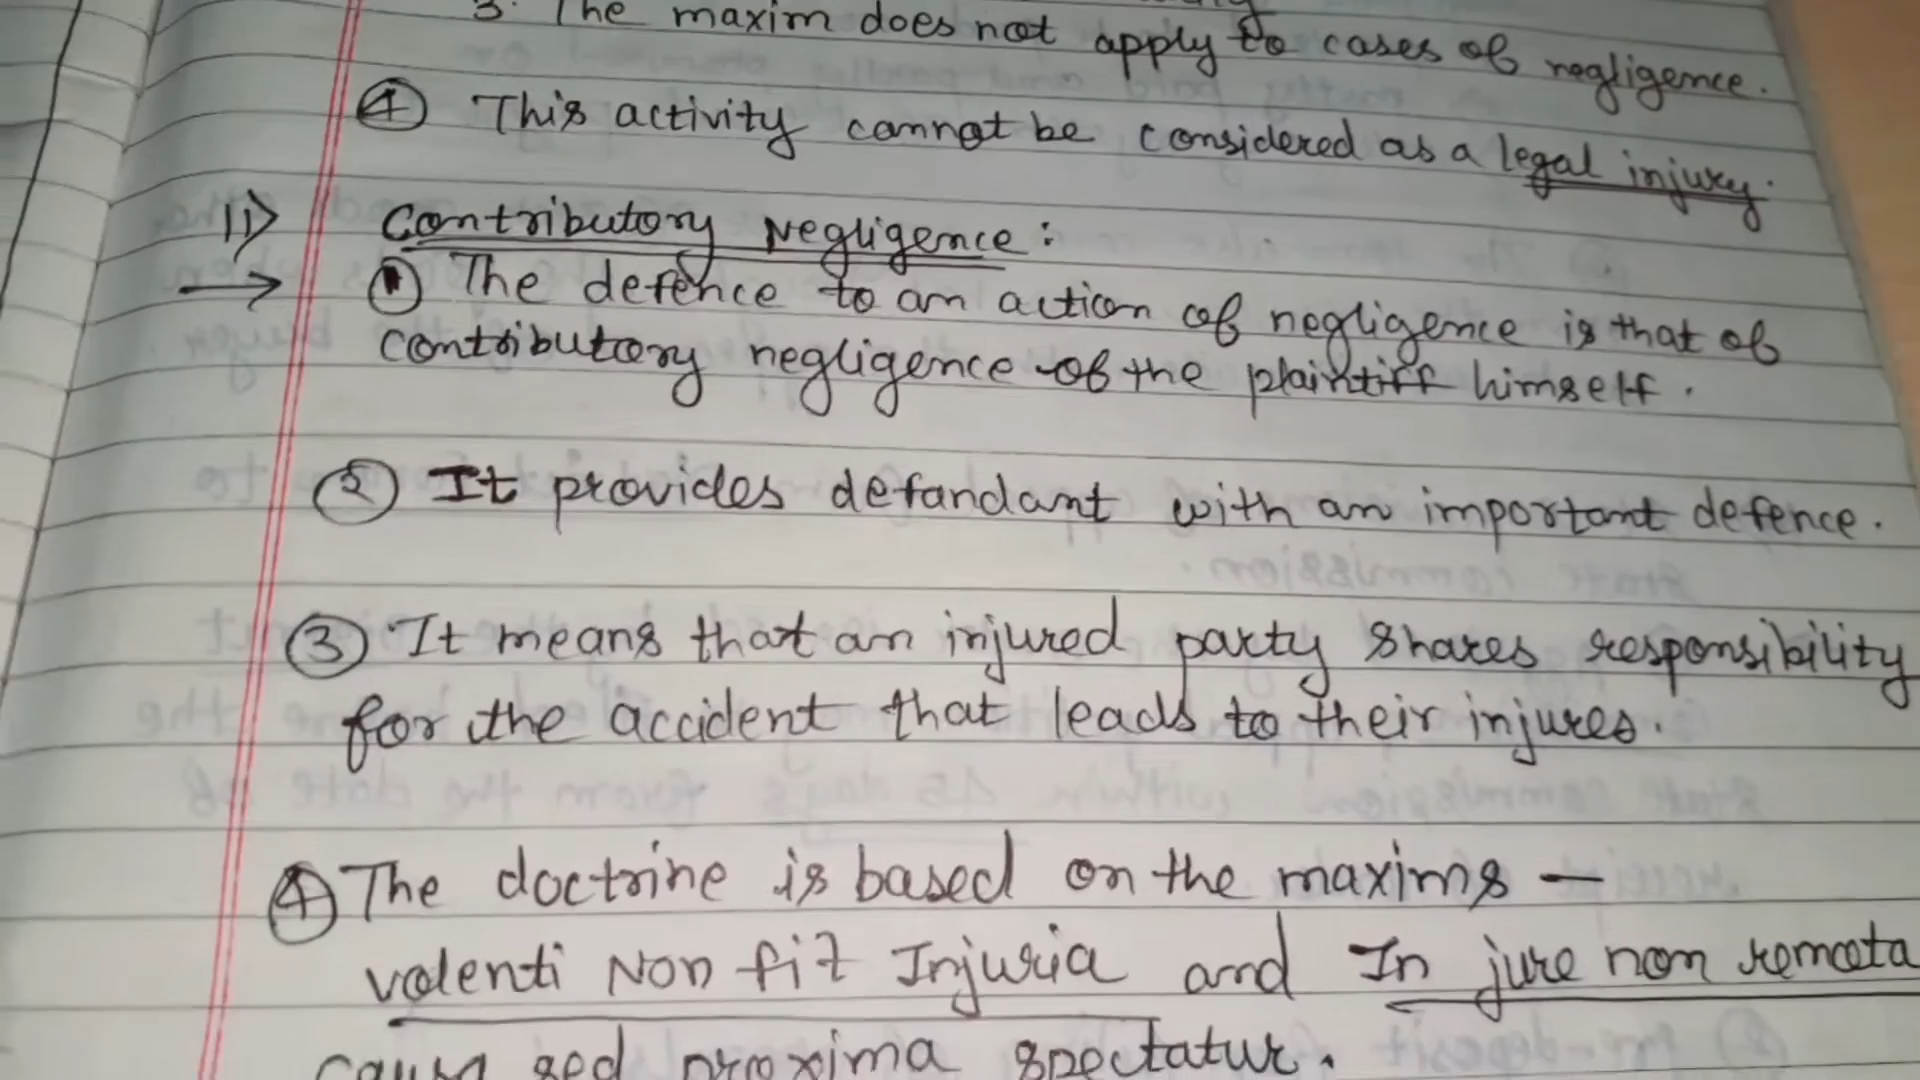 3. The maxim does not apply to cases of negligence.
④ This activity cannot be considered as a legal injury.
11) Contributory Negligence:
→ ① The defence to an action of negligence is that of
contributory negligence of the plaintiff himself.
② It provides defandant with an important defence.
③ It means that an injured party shares responsibility
for the accident that leads to their injures.
④ The doctrine is based on the maxims —
volenti Non fit Injuria and In jure non remota
causa sed proxima spectatur.